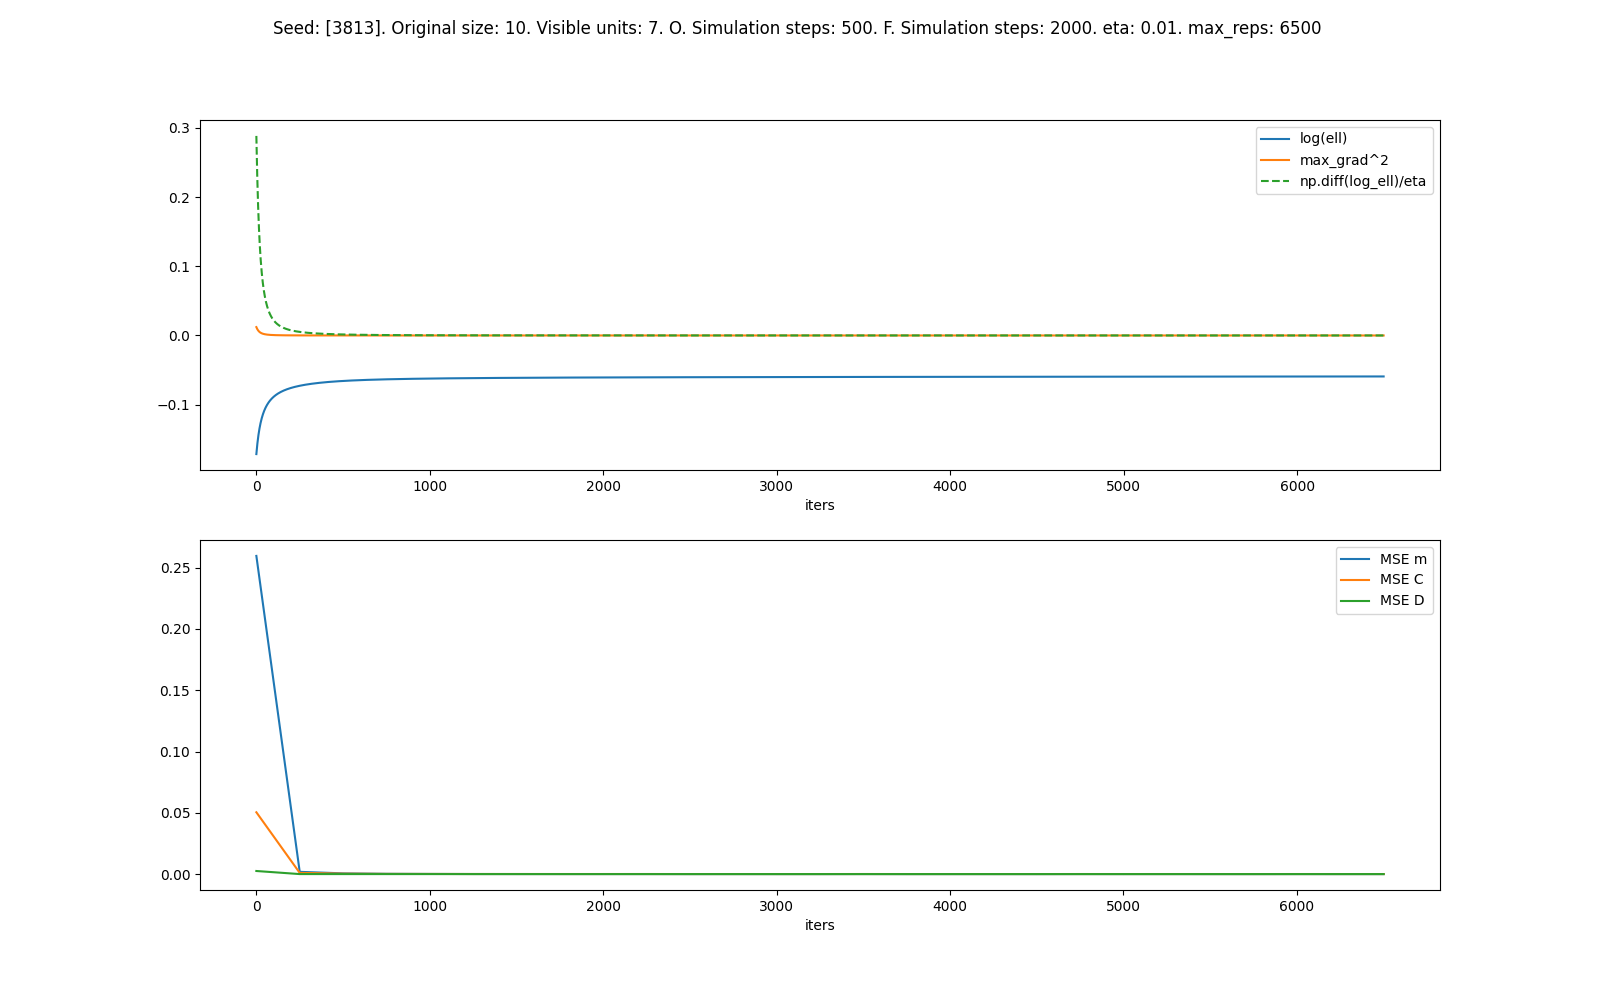 Seed: [3813]. Original size: 10. Visible units: 7. O. Simulation steps: 500. F. Simulation steps: 2000. eta: 0.01. max_reps: 6500
0.3
0.2
0.1
0.0
−0.1
log(ell)
max_grad^2
np.diff(log_ell)/eta
0 1000 2000 3000 4000 5000 6000
iters
0.25
0.20
0.15
0.10
0.05
0.00
MSE m
MSE C
MSE D
0 1000 2000 3000 4000 5000 6000
iters